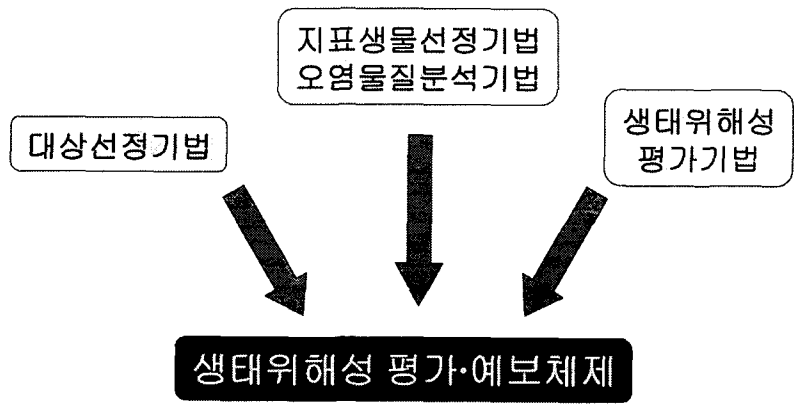 지표생물선정기법
오염물질분석기법
대상선정기법
생태위해성
평가기법
생태위해성 평가·예보체제